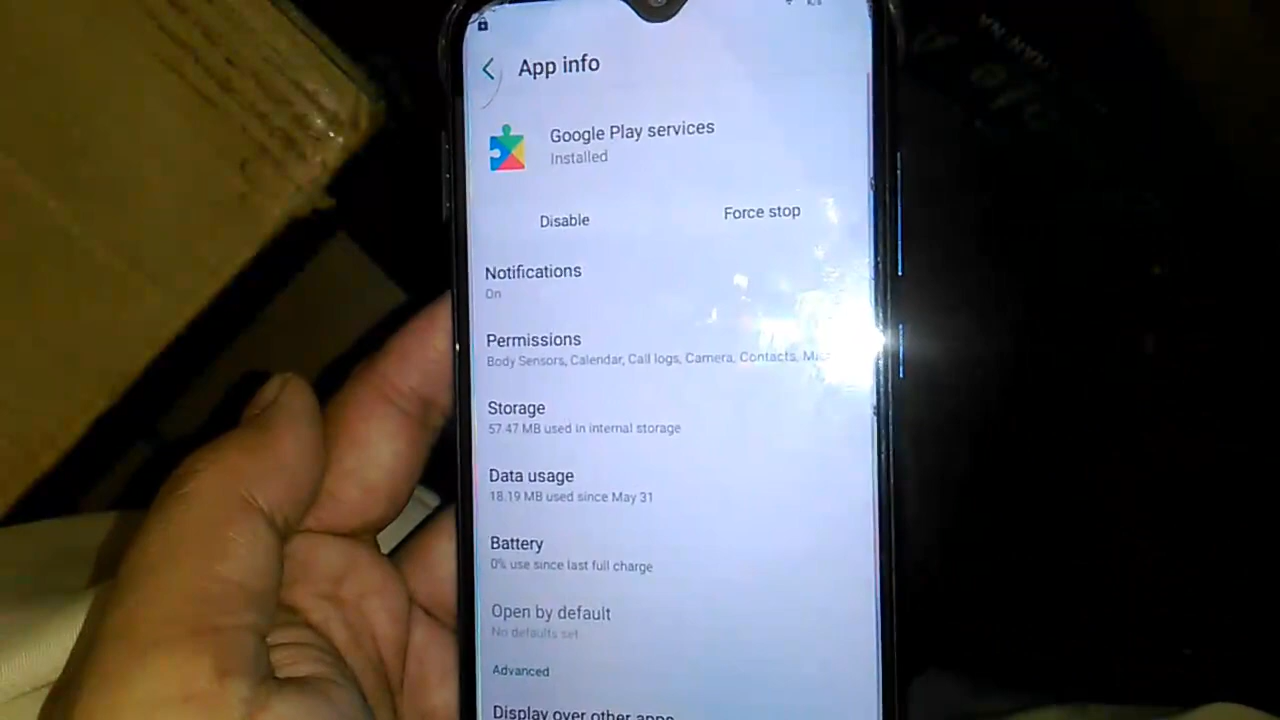 App info
Google Play services
Installed
Disable
Force stop
Notifications
On
Permissions
Body Sensors, Calendar, Call logs, Camera, Contacts,
Storage
57.47 MB used in internal storage
Data usage
18.19 MB used since May 31
Battery
0% use since last full charge
Open by default
No defaults set
Advanced
Display over other apps